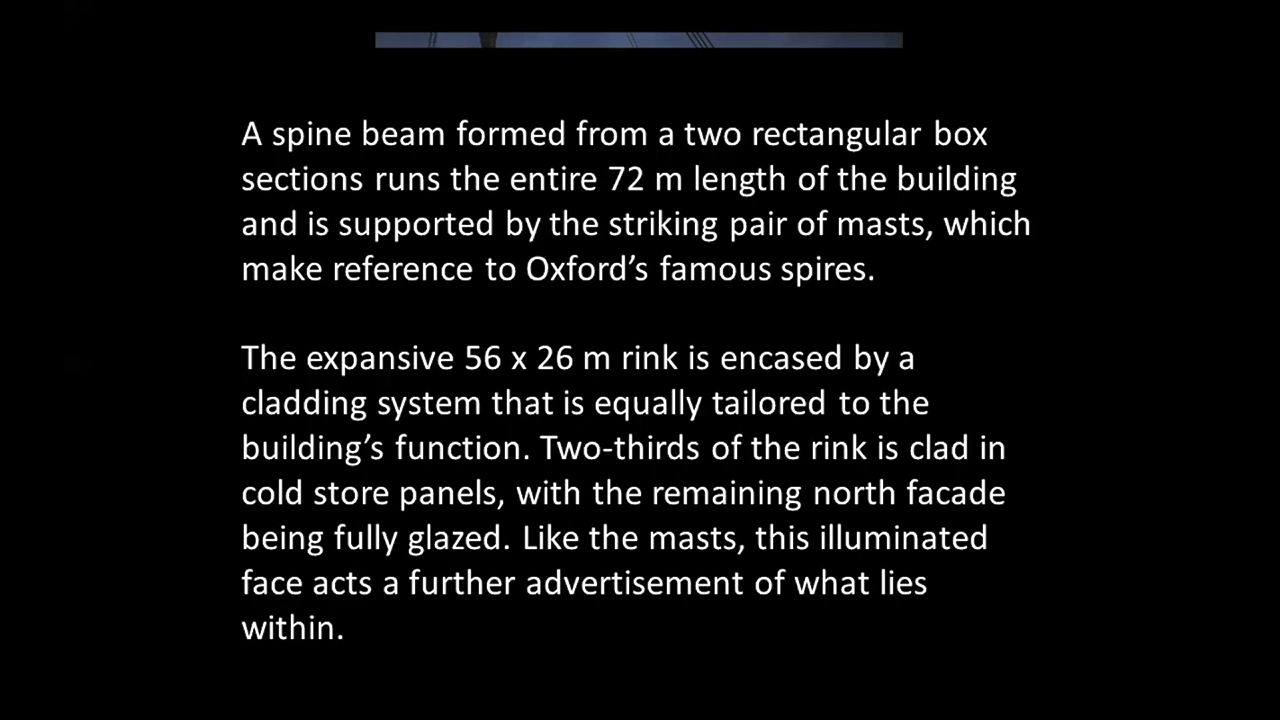 A spine beam formed from a two rectangular box
sections runs the entire 72 m length of the building
and is supported by the striking pair of masts, which
make reference to Oxford’s famous spires.
The expansive 56 x 26 m rink is encased by a
cladding system that is equally tailored to the
building’s function. Two-thirds of the rink is clad in
cold store panels, with the remaining north facade
being fully glazed. Like the masts, this illuminated
face acts a further advertisement of what lies
within.